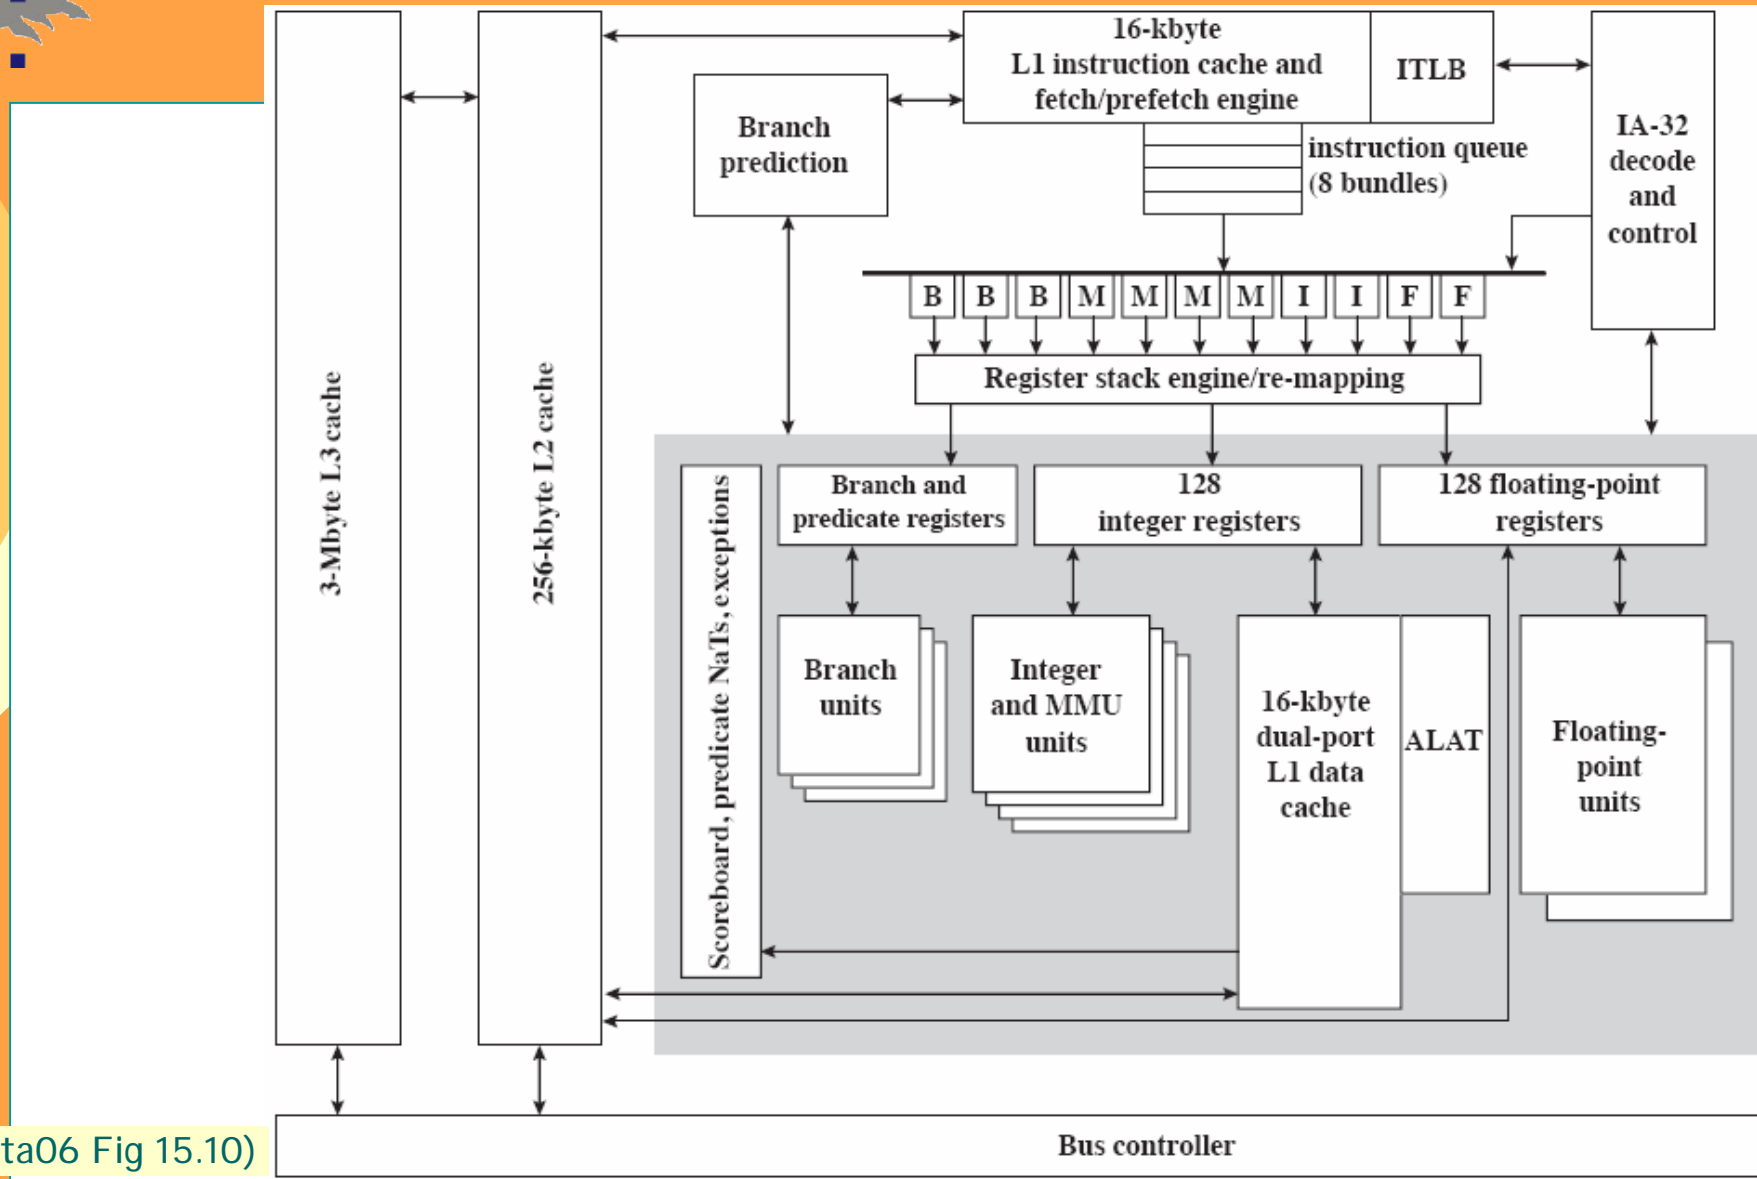 16-kbyte
L1 instruction cache and
fetch/prefetch engine
ITLB
IA-32
decode
and
control
Branch
prediction
instruction queue
(8 bundles)
B B B M M M M I I F F
Register stack engine/re-mapping
3-Mbyte L3 cache
256-kbyte L2 cache
Scoreboard, predicate NaTs, exceptions
Branch and
predicate registers
128
integer registers
128 floating-point
registers
Branch
units
Integer
and MMU
units
16-kbyte
dual-port
L1 data
cache
ALAT
Floating-
point
units
ta06 Fig 15.10)
Bus controller